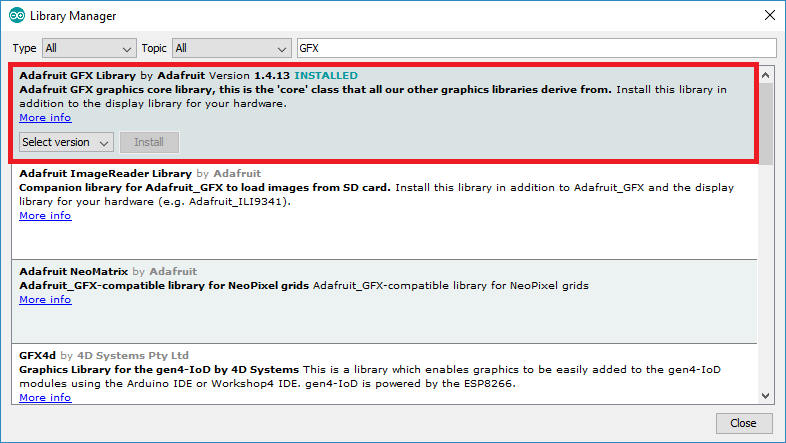 Library Manager
Type All Topic All GFX
Adafruit GFX Library by Adafruit Version 1.4.13 INSTALLED
Adafruit GFX graphics core library, this is the 'core' class that all our other graphics libraries derive from. Install this library in
addition to the display library for your hardware.
More info
Select version Install
Adafruit ImageReader Library by Adafruit
Companion library for Adafruit_GFX to load images from SD card. Install this library in addition to Adafruit_GFX and the display
library for your hardware (e.g. Adafruit_ILI9341).
More info
Adafruit NeoMatrix by Adafruit
Adafruit_GFX-compatible library for NeoPixel grids Adafruit_GFX-compatible library for NeoPixel grids
More info
GFX4d by 4D Systems Pty Ltd
Graphics Library for the gen4-IoD by 4D Systems This is a library which enables graphics to be easily added to the gen4-IoD
modules using the Arduino IDE or Workshop4 IDE. gen4-IoD is powered by the ESP8266.
More info
Close